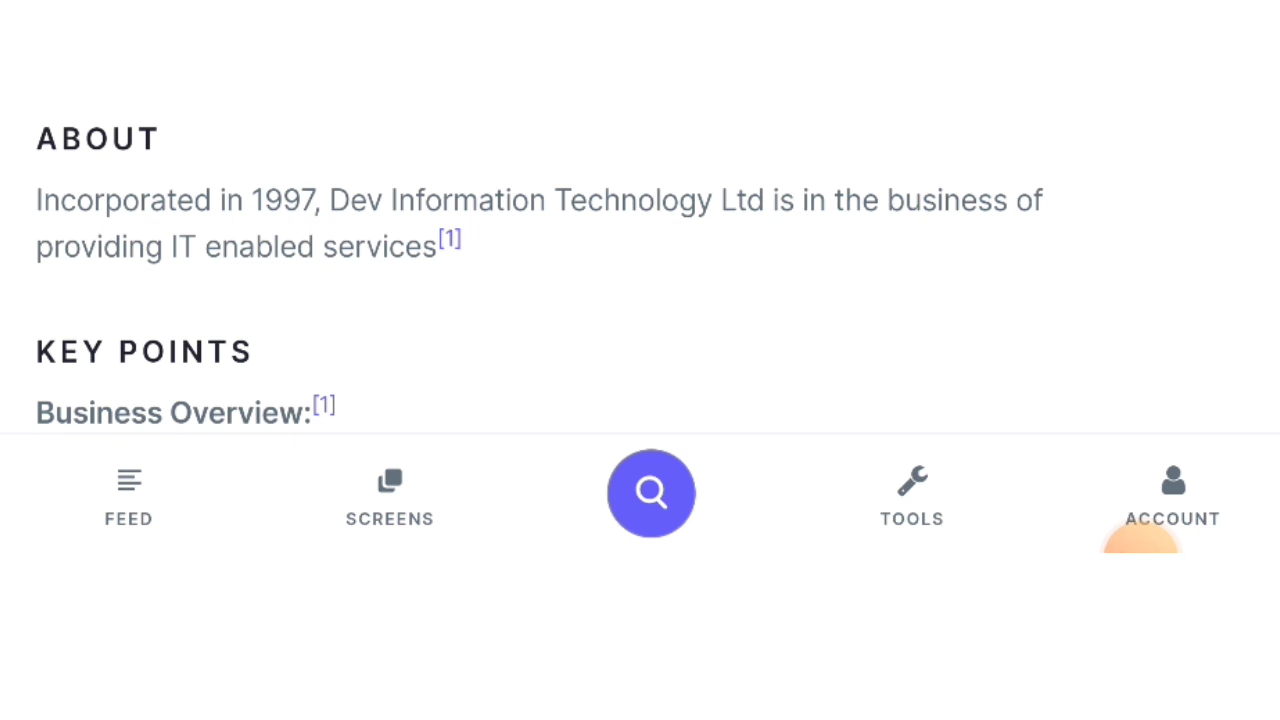 ABOUT
Incorporated in 1997, Dev Information Technology Ltd is in the business of
providing IT enabled services[1]
KEY POINTS
Business Overview:[1]
FEED
SCREENS
TOOLS
ACCOUNT